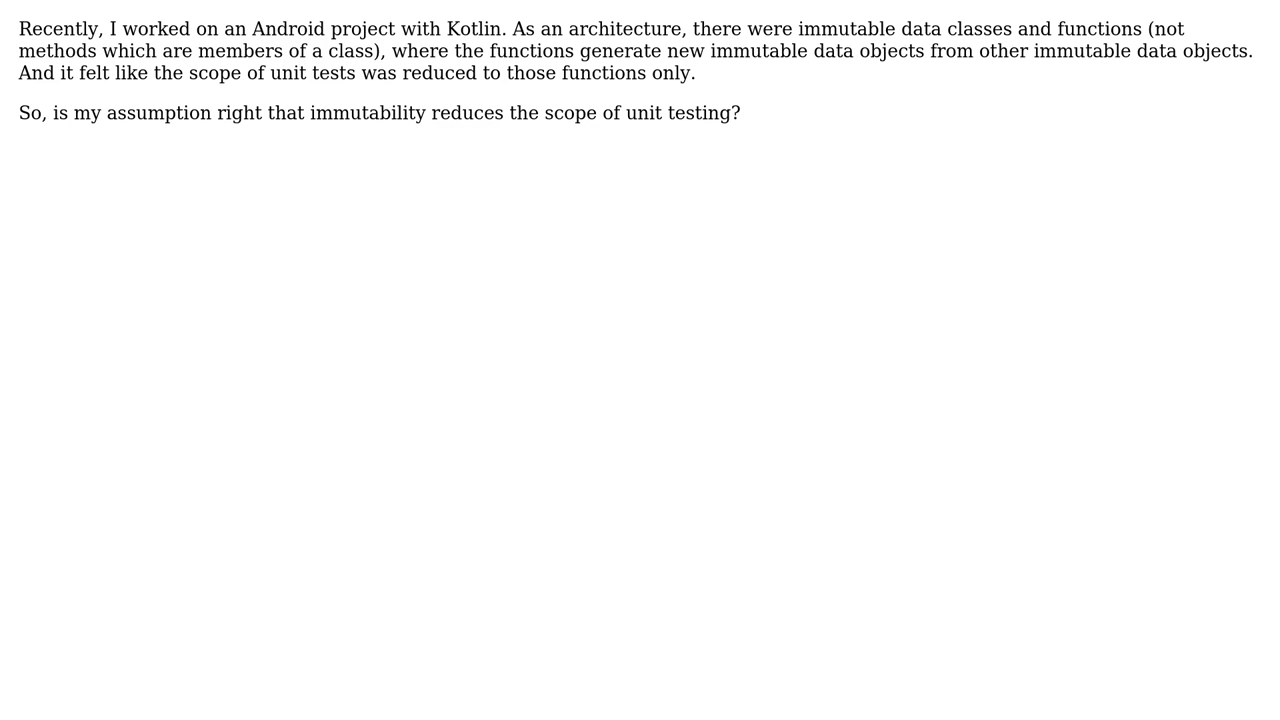 Recently, I worked on an Android project with Kotlin. As an architecture, there were immutable data classes and functions (not
methods which are members of a class), where the functions generate new immutable data objects from other immutable data objects.
And it felt like the scope of unit tests was reduced to those functions only.
So, is my assumption right that immutability reduces the scope of unit testing?